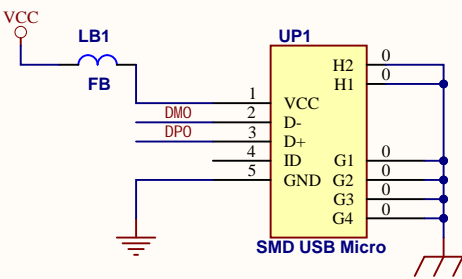 VCC
LB1
FB
UP1
H2 0
H1 0
1 VCC
DMO 2 D-
DPO 3 D+
4 ID G1 0
5 GND G2 0
G3 0
G4 0
SMD USB Micro